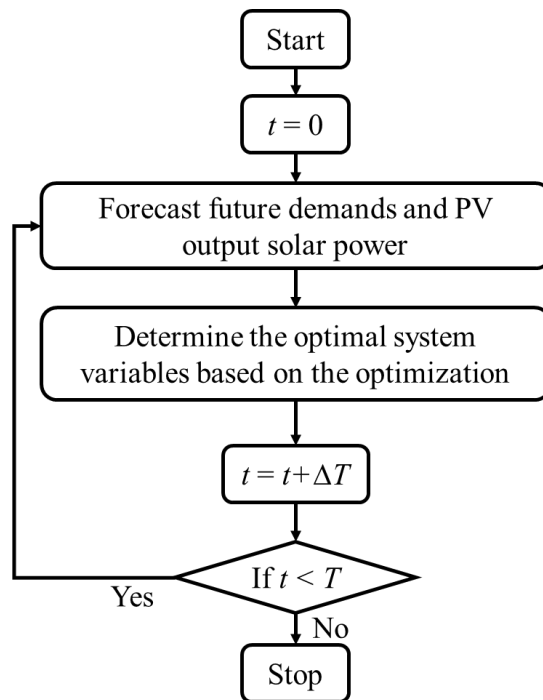 Start
t = 0
Forecast future demands and PV
output solar power
Determine the optimal system
variables based on the optimization
t = t+ΔT
If t < T
Yes
No
Stop